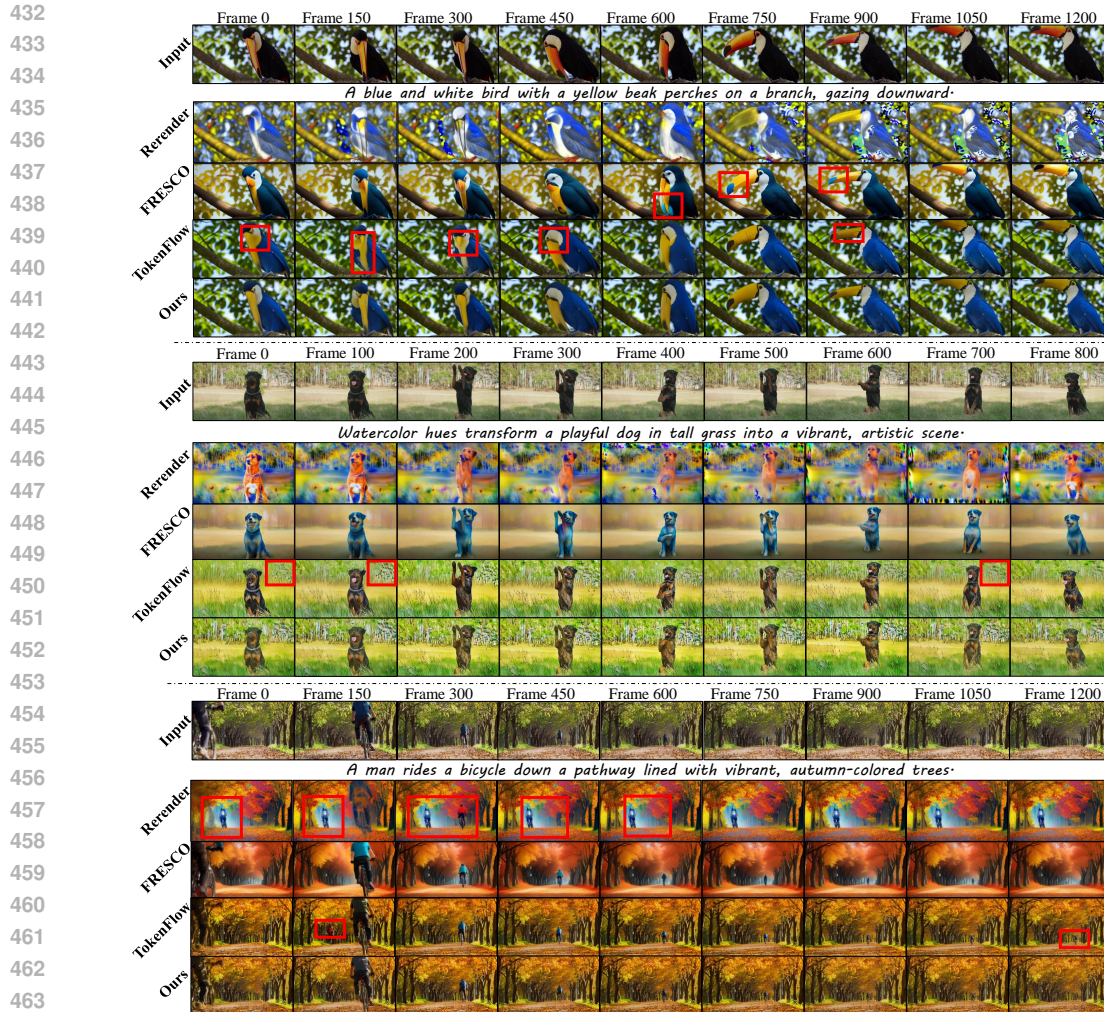 432
Frame 0 Frame 150 Frame 300 Frame 450 Frame 600 Frame 750 Frame 900 Frame 1050 Frame 1200
433
Input
434
A blue and white bird with a yellow beak perches on a branch, gazing downward.
435
Rerender
436
437
FRESCO
438
439
TokenFlow
440
441
Ours
442
443
Frame 0 Frame 100 Frame 200 Frame 300 Frame 400 Frame 500 Frame 600 Frame 700 Frame 800
444
Input
445
Watercolor hues transform a playful dog in tall grass into a vibrant, artistic scene.
446
Rerender
447
448
FRESCO
449
450
TokenFlow
451
452
Ours
453
454
Frame 0 Frame 150 Frame 300 Frame 450 Frame 600 Frame 750 Frame 900 Frame 1050 Frame 1200
455
Input
456
A man rides a bicycle down a pathway lined with vibrant, autumn-colored trees.
457
Rerender
458
459
FRESCO
460
461
TokenFlow
462
463
Ours